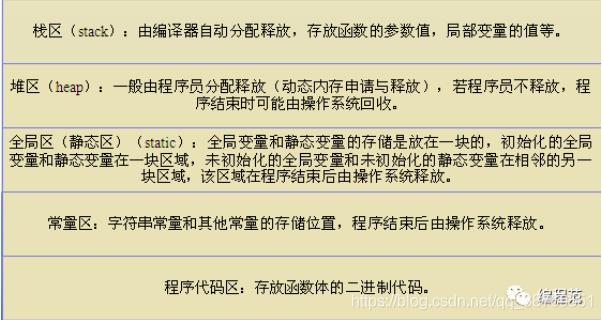 栈区（stack）：由编译器自动分配释放，存放函数的参数值，局部变量的值等。
堆区（heap）：一般由程序员分配释放（动态内存申请与释放），若程序员不释放，程
序结束时可能由操作系统回收。
全局区（静态区）（static）：全局变量和静态变量的存储是放在一块的，初始化的全局
变量和静态变量在一块区域，未初始化的全局变量和未初始化的静态变量在相邻的另一
块区域，该区域在程序结束后由操作系统释放。
常量区：字符串常量和其他常量的存储位置，程序结束后由操作系统释放。
程序代码区：存放函数体的二进制代码。
编程范
https://blog.csdn.net/